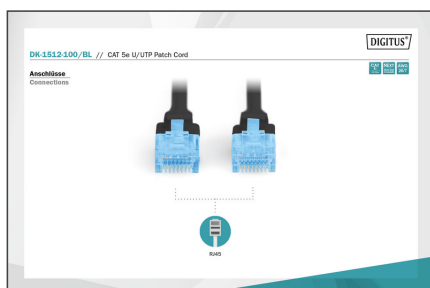 DIGITUS®
DK-1512-100/BL // CAT 5e U/UTP Patch Cord
Anschlüsse
Connections
RJ45